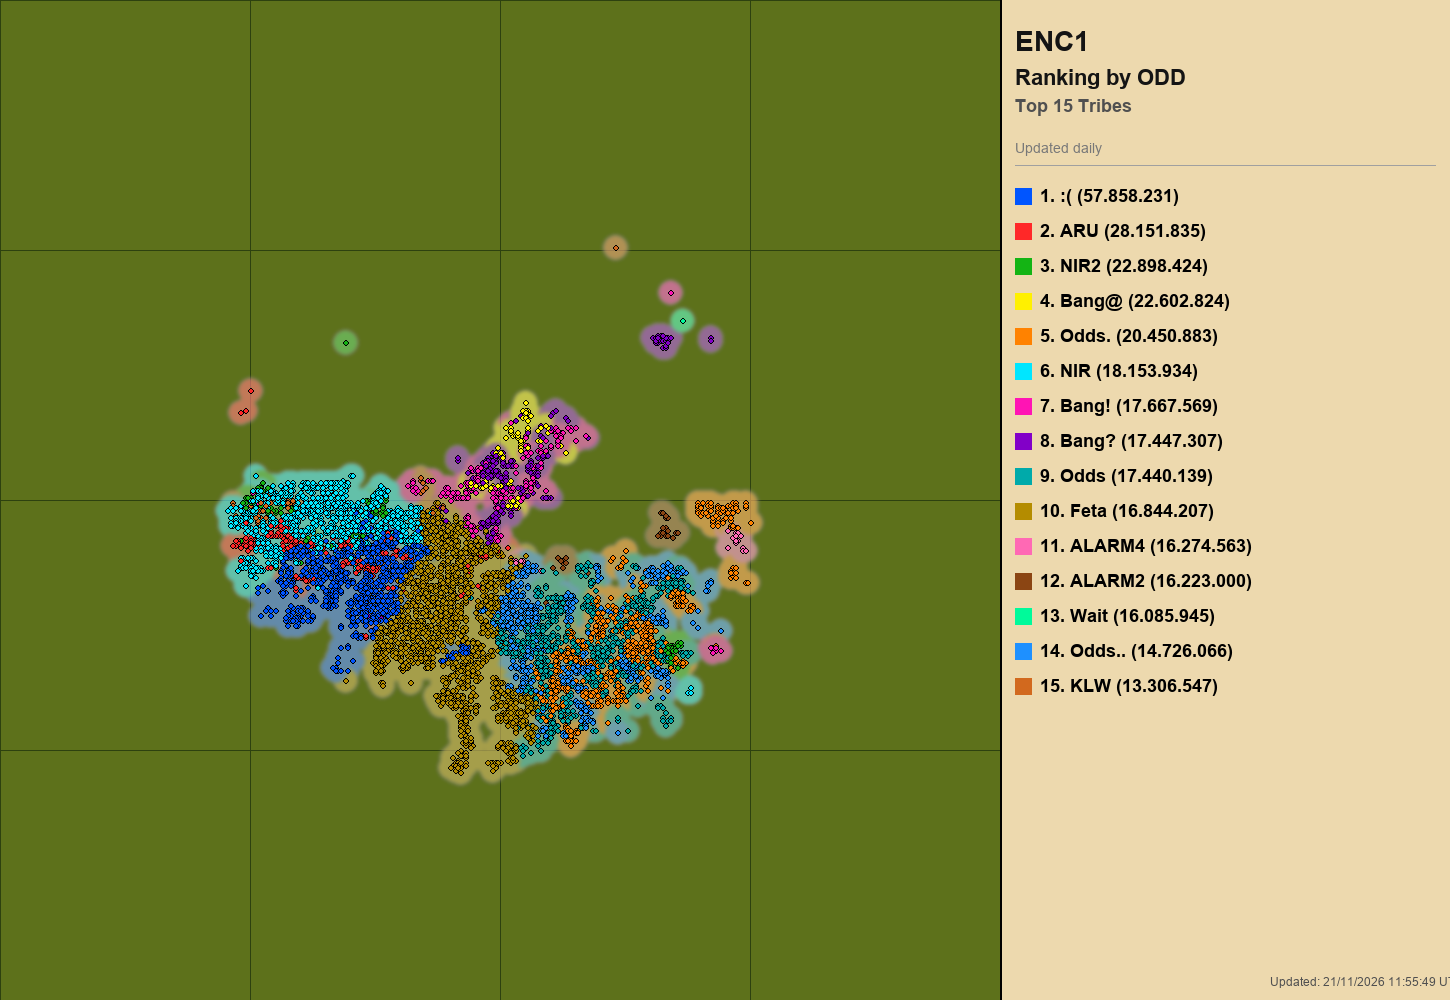 ENC1
Ranking by ODD
Top 15 Tribes
Updated daily
1. :( (57.858.231)
2. ARU (28.151.835)
3. NIR2 (22.898.424)
4. Bang@ (22.602.824)
5. Odds. (20.450.883)
6. NIR (18.153.934)
7. Bang! (17.667.569)
8. Bang? (17.447.307)
9. Odds (17.440.139)
10. Feta (16.844.207)
11. ALARM4 (16.274.563)
12. ALARM2 (16.223.000)
13. Wait (16.085.945)
14. Odds.. (14.726.066)
15. KLW (13.306.547)
Updated: 21/11/2026 11:55:49 U